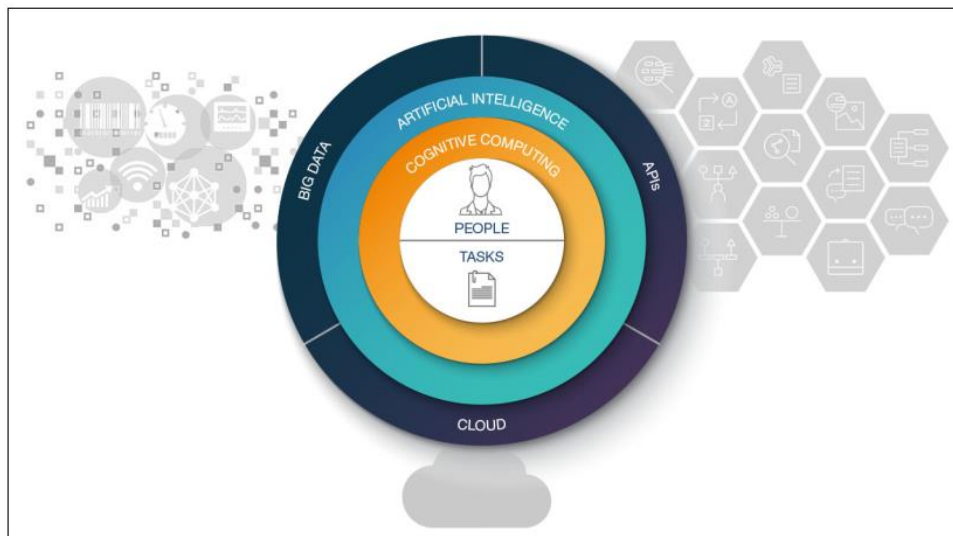 BIG DATA
ARTIFICIAL INTELLIGENCE
COGNITIVE COMPUTING
PEOPLE
TASKS
APIs
CLOUD